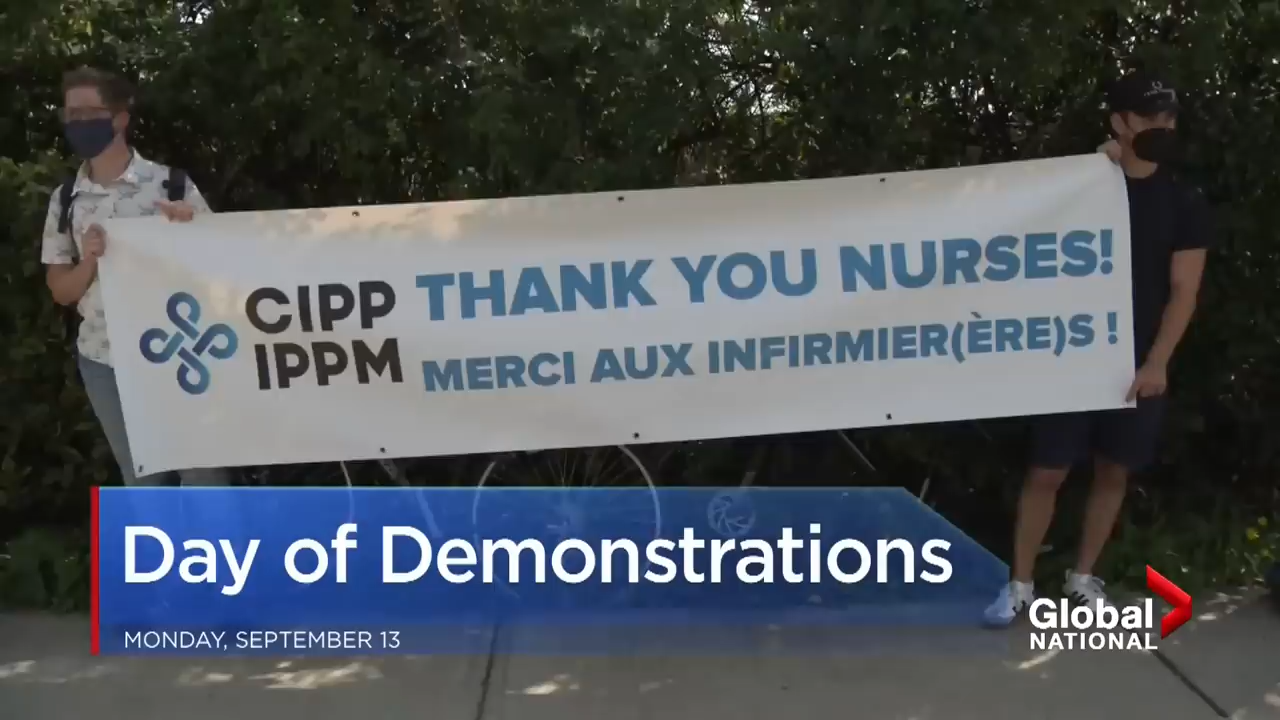 CIPP
IPPM
THANK YOU NURSES!
MERCI AUX INFIRMIER(ÈRE)S !
Day of Demonstrations
MONDAY, SEPTEMBER 13
Global
NATIONAL